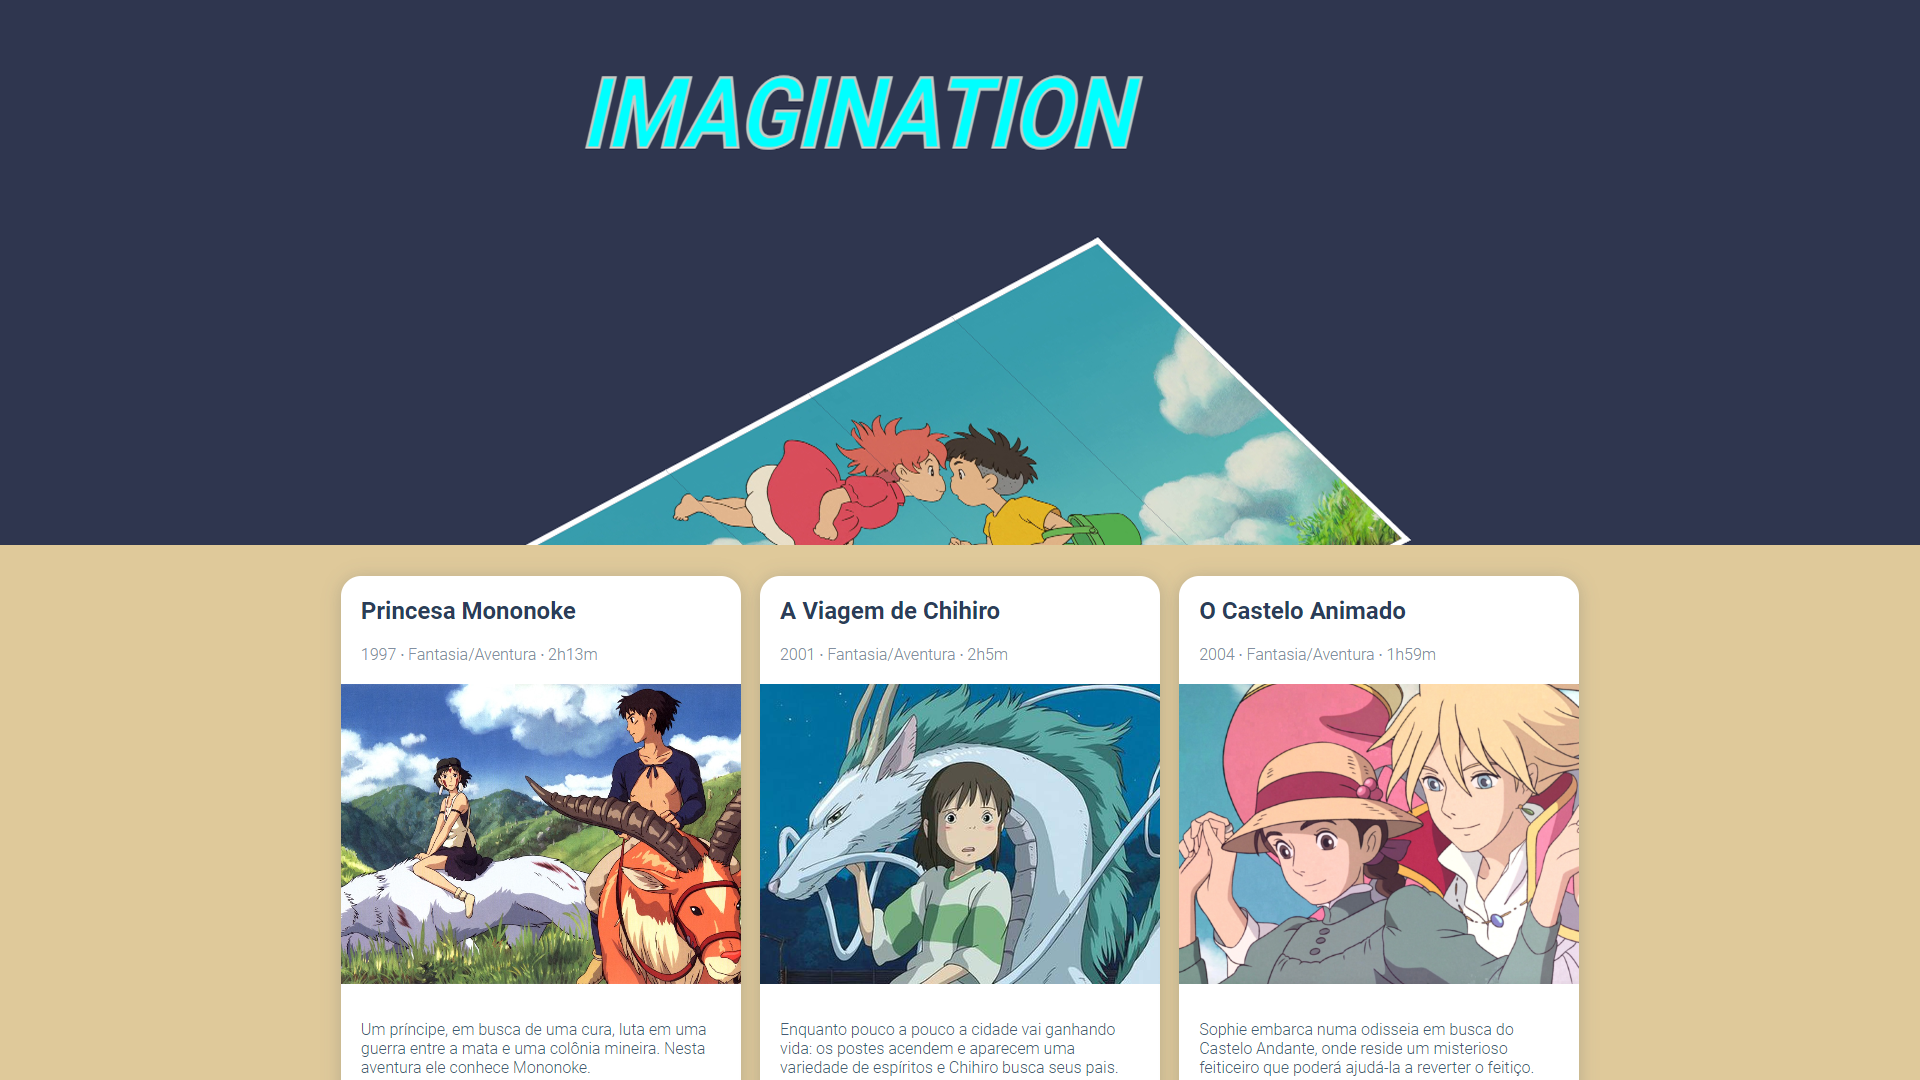 IMAGINATION
Princesa Mononoke
1997 · Fantasia/Aventura · 2h13m
Um príncipe, em busca de uma cura, luta em uma
guerra entre a mata e uma colônia mineira. Nesta
aventura ele conhece Mononoke.
A Viagem de Chihiro
2001 · Fantasia/Aventura · 2h5m
Enquanto pouco a pouco a cidade vai ganhando
vida: os postes acendem e aparecem uma
variedade de espíritos e Chihiro busca seus pais.
O Castelo Animado
2004 · Fantasia/Aventura · 1h59m
Sophie embarca numa odisseia em busca do
Castelo Andante, onde reside um misterioso
feiticeiro que poderá ajudá-la a reverter o feitiço.